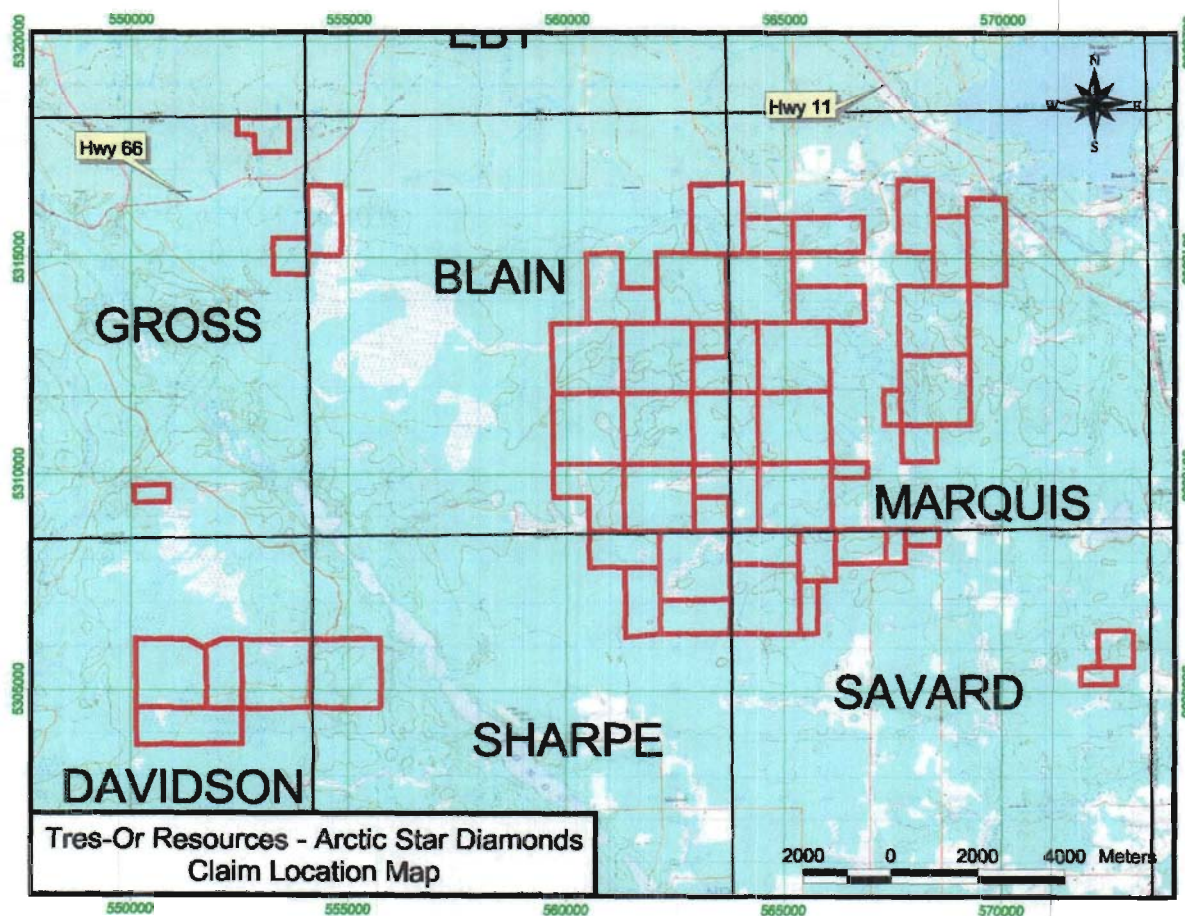 550000 555000 560000 565000 570000
5320000
EBY
N
Hwy 11
W E
S
Hwy 66
5315000
BLAIN
GROSS
5310000
MARQUIS
5305000
SAVARD
SHARPE
DAVIDSON
Tres-Or Resources - Arctic Star Diamonds
Claim Location Map
2000 0 2000 4000 Meters
550000 555000 560000 565000 570000